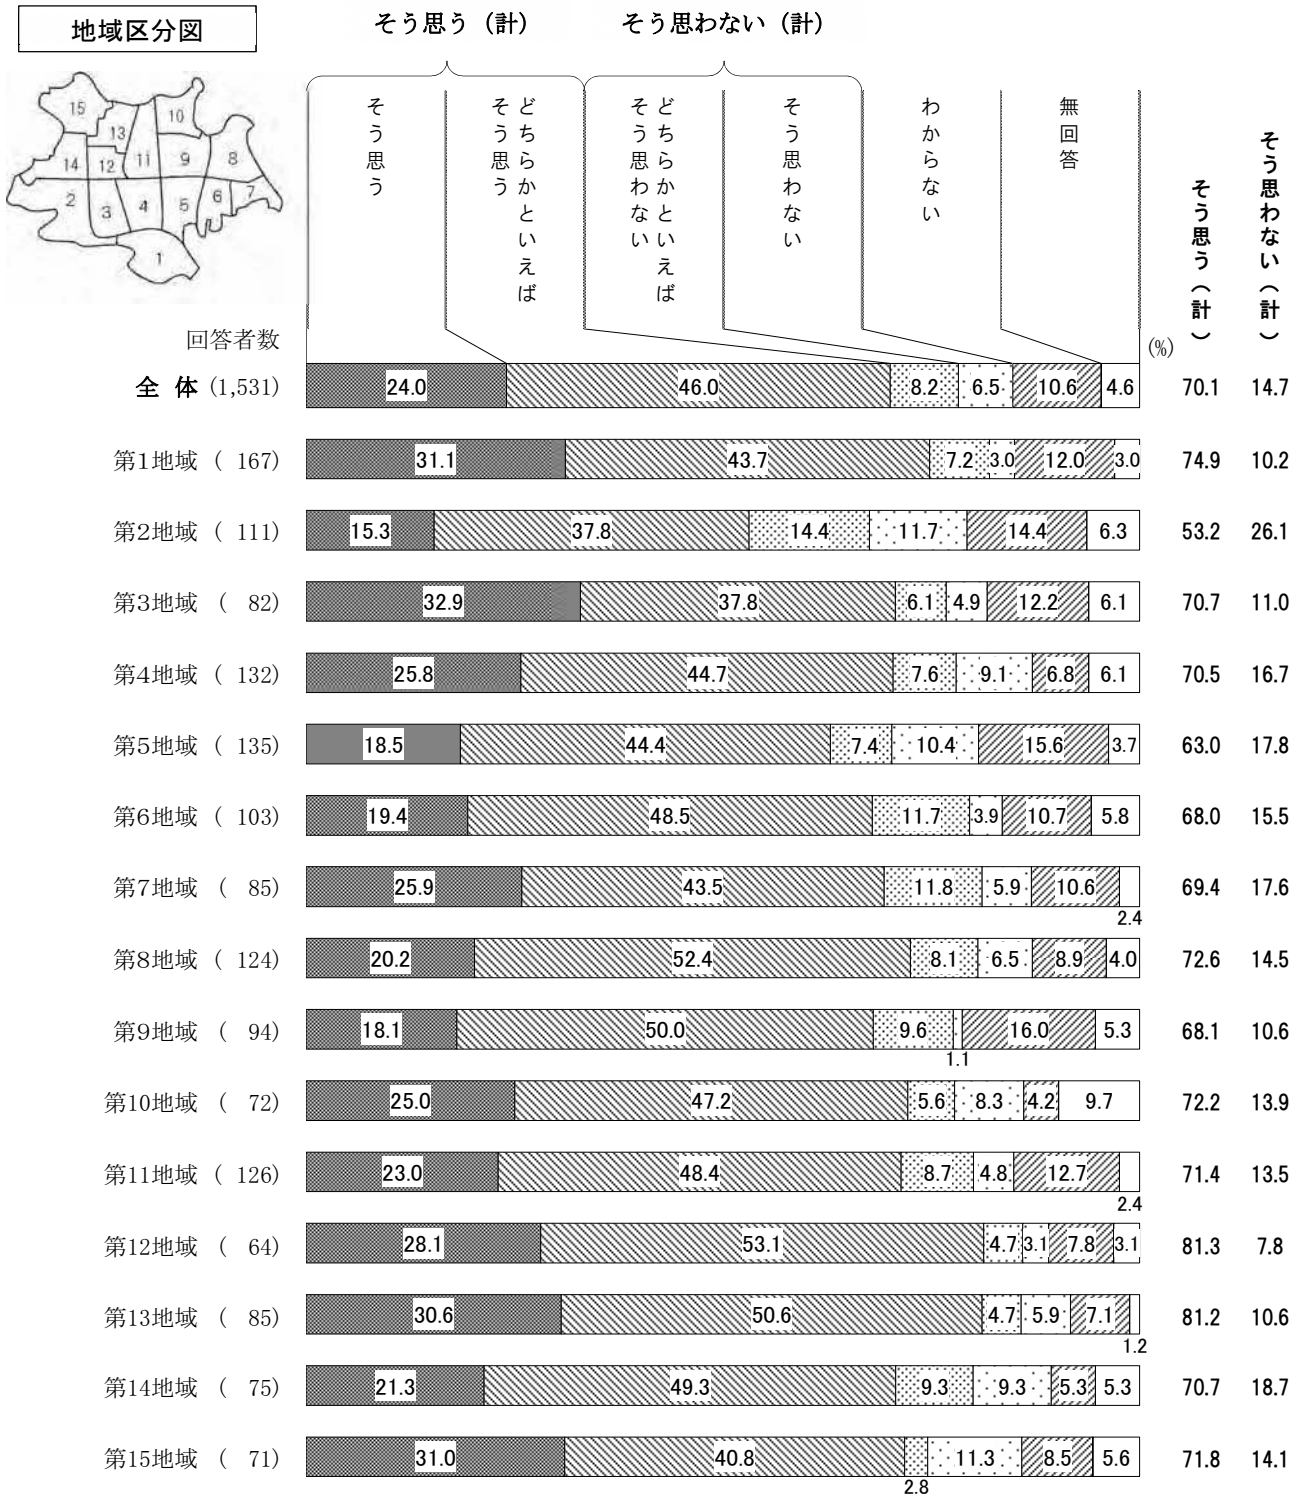 地域区分図
15
10
13
14
12
11
9
8
2
3
4
5
6
7
1
そう思う（計）
そう思わない（計）
そう思う
どちらかといえば
そう思う
どちらかといえば
そう思わない
そう思わない
わからない
無回答
そう思う（計）
そう思わない（計）
回答者数
(%)
全 体 (1,531) 24.0 46.0 8.2 6.5 10.6 4.6 70.1 14.7
第1地域 ( 167) 31.1 43.7 7.2 3.0 12.0 3.0 74.9 10.2
第2地域 ( 111) 15.3 37.8 14.4 11.7 14.4 6.3 53.2 26.1
第3地域 ( 82) 32.9 37.8 6.1 4.9 12.2 6.1 70.7 11.0
第4地域 ( 132) 25.8 44.7 7.6 9.1 6.8 6.1 70.5 16.7
第5地域 ( 135) 18.5 44.4 7.4 10.4 15.6 3.7 63.0 17.8
第6地域 ( 103) 19.4 48.5 11.7 3.9 10.7 5.8 68.0 15.5
第7地域 ( 85) 25.9 43.5 11.8 5.9 10.6 2.4 69.4 17.6
第8地域 ( 124) 20.2 52.4 8.1 6.5 8.9 4.0 72.6 14.5
第9地域 ( 94) 18.1 50.0 9.6 1.1 16.0 5.3 68.1 10.6
第10地域 ( 72) 25.0 47.2 5.6 8.3 4.2 9.7 72.2 13.9
第11地域 ( 126) 23.0 48.4 8.7 4.8 12.7 2.4 71.4 13.5
第12地域 ( 64) 28.1 53.1 4.7 3.1 7.8 3.1 81.3 7.8
第13地域 ( 85) 30.6 50.6 4.7 5.9 7.1 1.2 81.2 10.6
第14地域 ( 75) 21.3 49.3 9.3 9.3 5.3 5.3 70.7 18.7
第15地域 ( 71) 31.0 40.8 2.8 11.3 8.5 5.6 71.8 14.1